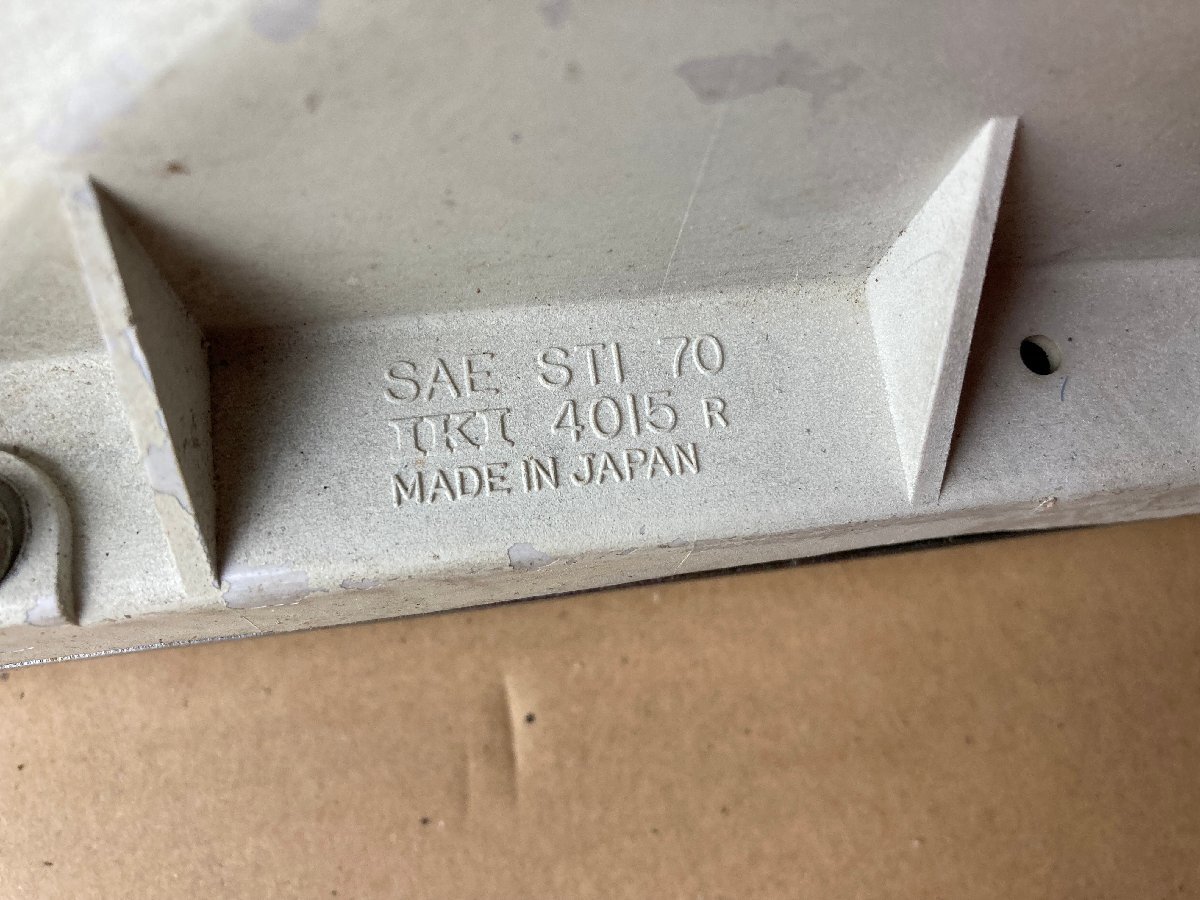 SAE STI 70
IKI 4015 R
MADE IN JAPAN